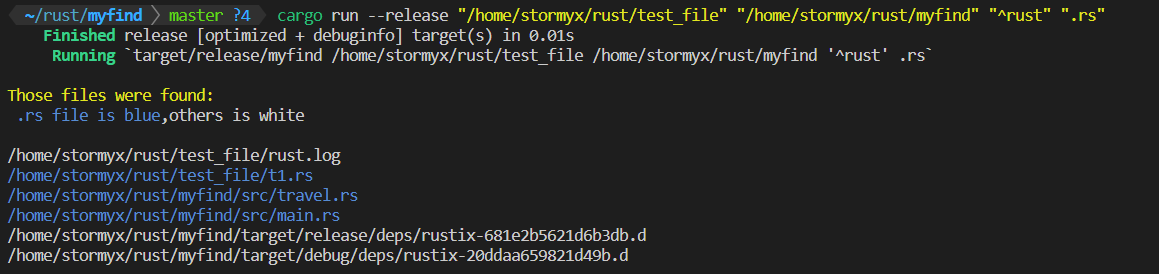 ~/rust/myfind master ?4 cargo run --release "/home/stormyx/rust/test_file" "/home/stormyx/rust/myfind" "^rust" ".rs"
Finished release [optimized + debuginfo] target(s) in 0.01s
Running `target/release/myfind /home/stormyx/rust/test_file /home/stormyx/rust/myfind '^rust' .rs`
Those files were found:
.rs file is blue,others is white
/home/stormyx/rust/test_file/rust.log
/home/stormyx/rust/test_file/t1.rs
/home/stormyx/rust/myfind/src/travel.rs
/home/stormyx/rust/myfind/src/main.rs
/home/stormyx/rust/myfind/target/release/deps/rustix-681e2b5621d6b3db.d
/home/stormyx/rust/myfind/target/debug/deps/rustix-20ddaa659821d49b.d